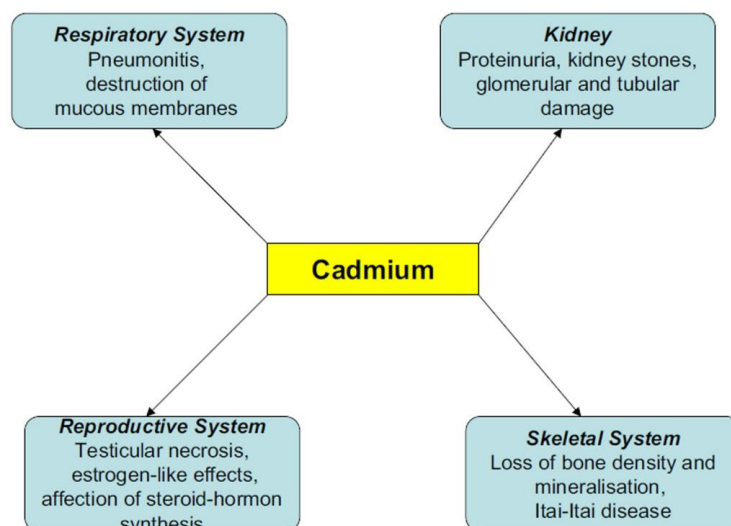 Respiratory System
Pneumonitis,
destruction of
mucous membranes
Kidney
Proteinuria, kidney stones,
glomerular and tubular
damage
Cadmium
Reproductive System
Testicular necrosis,
estrogen-like effects,
affection of steroid-hormon
synthesis
Skeletal System
Loss of bone density and
mineralisation,
Itai-Itai disease